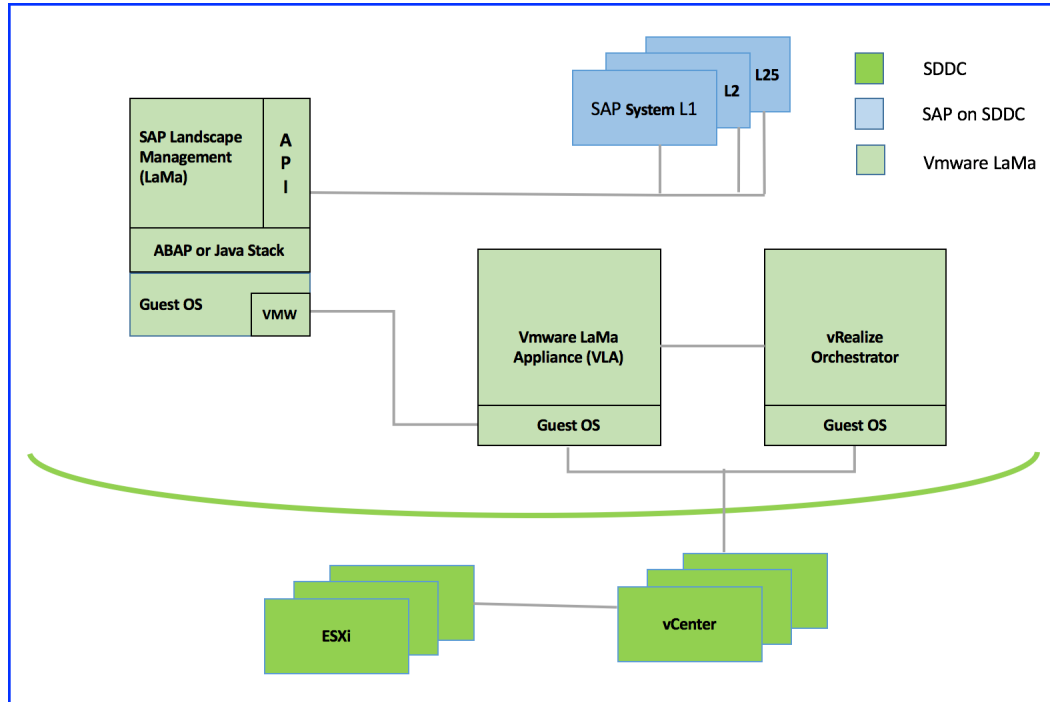 L25
L2
SAP System L1
SDDC
SAP on SDDC
Vmware LaMa
SAP Landscape
Management
(LaMa)
A
P
I
ABAP or Java Stack
Guest OS
VMW
Vmware LaMa
Appliance (VLA)
Guest OS
vRealize
Orchestrator
Guest OS
ESXi
vCenter